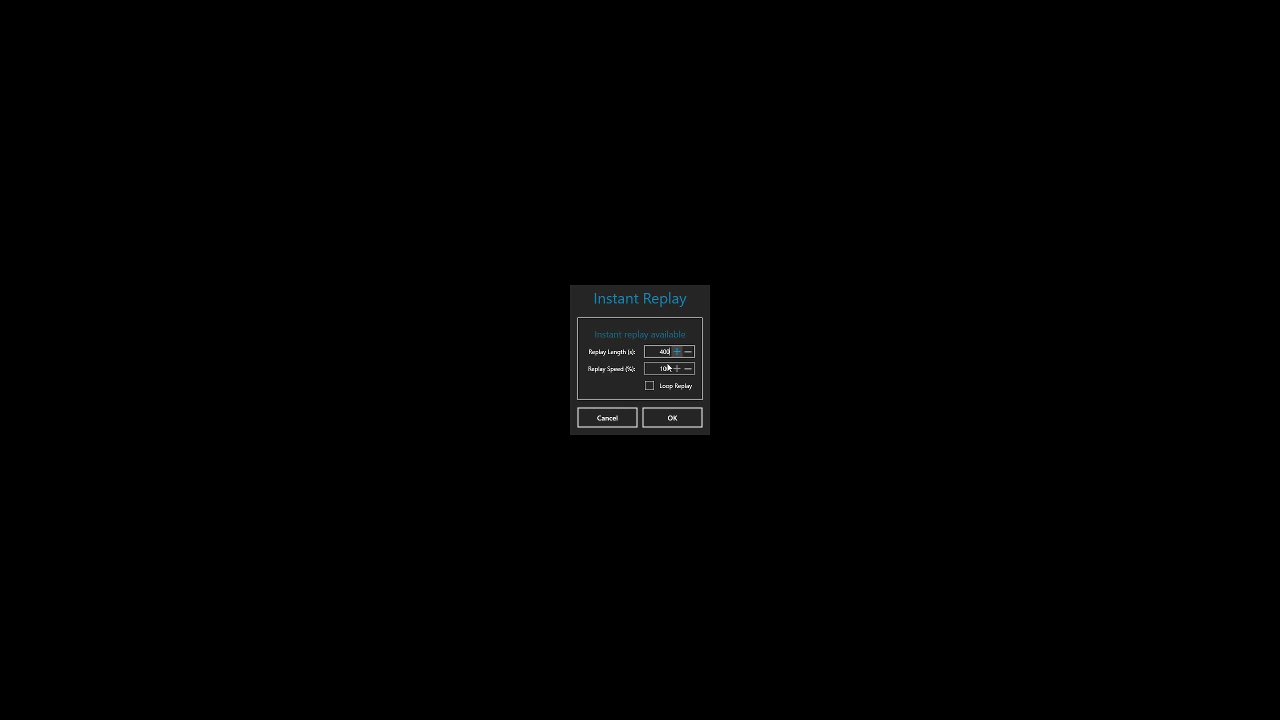 Instant Replay
Instant replay available
Replay Length (s): 400
Replay Speed (%):
Loop Replay
Cancel OK